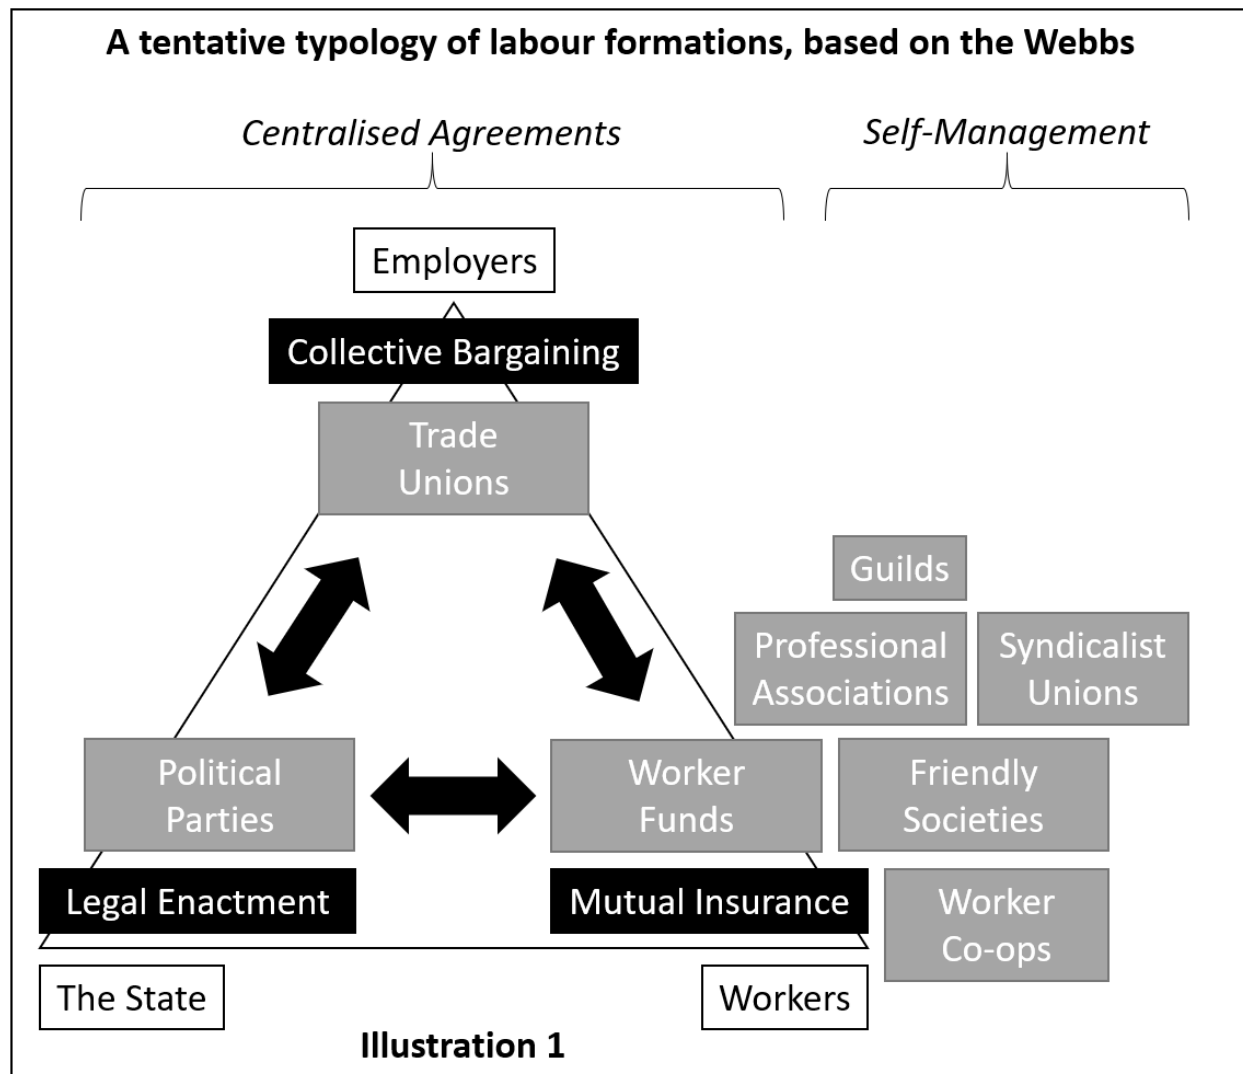 A tentative typology of labour formations, based on the Webbs
Centralised Agreements
Self-Management
Employers
Collective Bargaining
Trade
Unions
Guilds
Professional
Associations
Syndicalist
Unions
Political
Parties
Worker
Funds
Friendly
Societies
Legal Enactment
Mutual Insurance
Worker
Co-ops
The State
Workers
Illustration 1